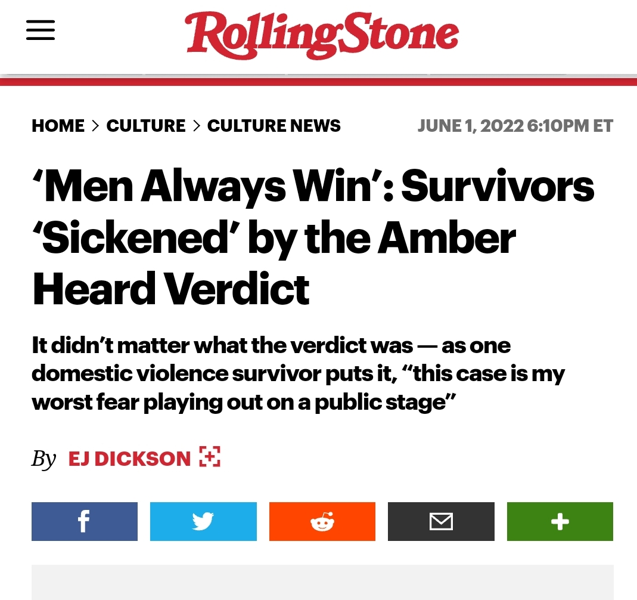 RollingStone
HOME > CULTURE > CULTURE NEWS
JUNE 1, 2022 6:10PM ET
‘Men Always Win’: Survivors
‘Sickened’ by the Amber
Heard Verdict
It didn’t matter what the verdict was — as one
domestic violence survivor puts it, “this case is my
worst fear playing out on a public stage”
By EJ DICKSON